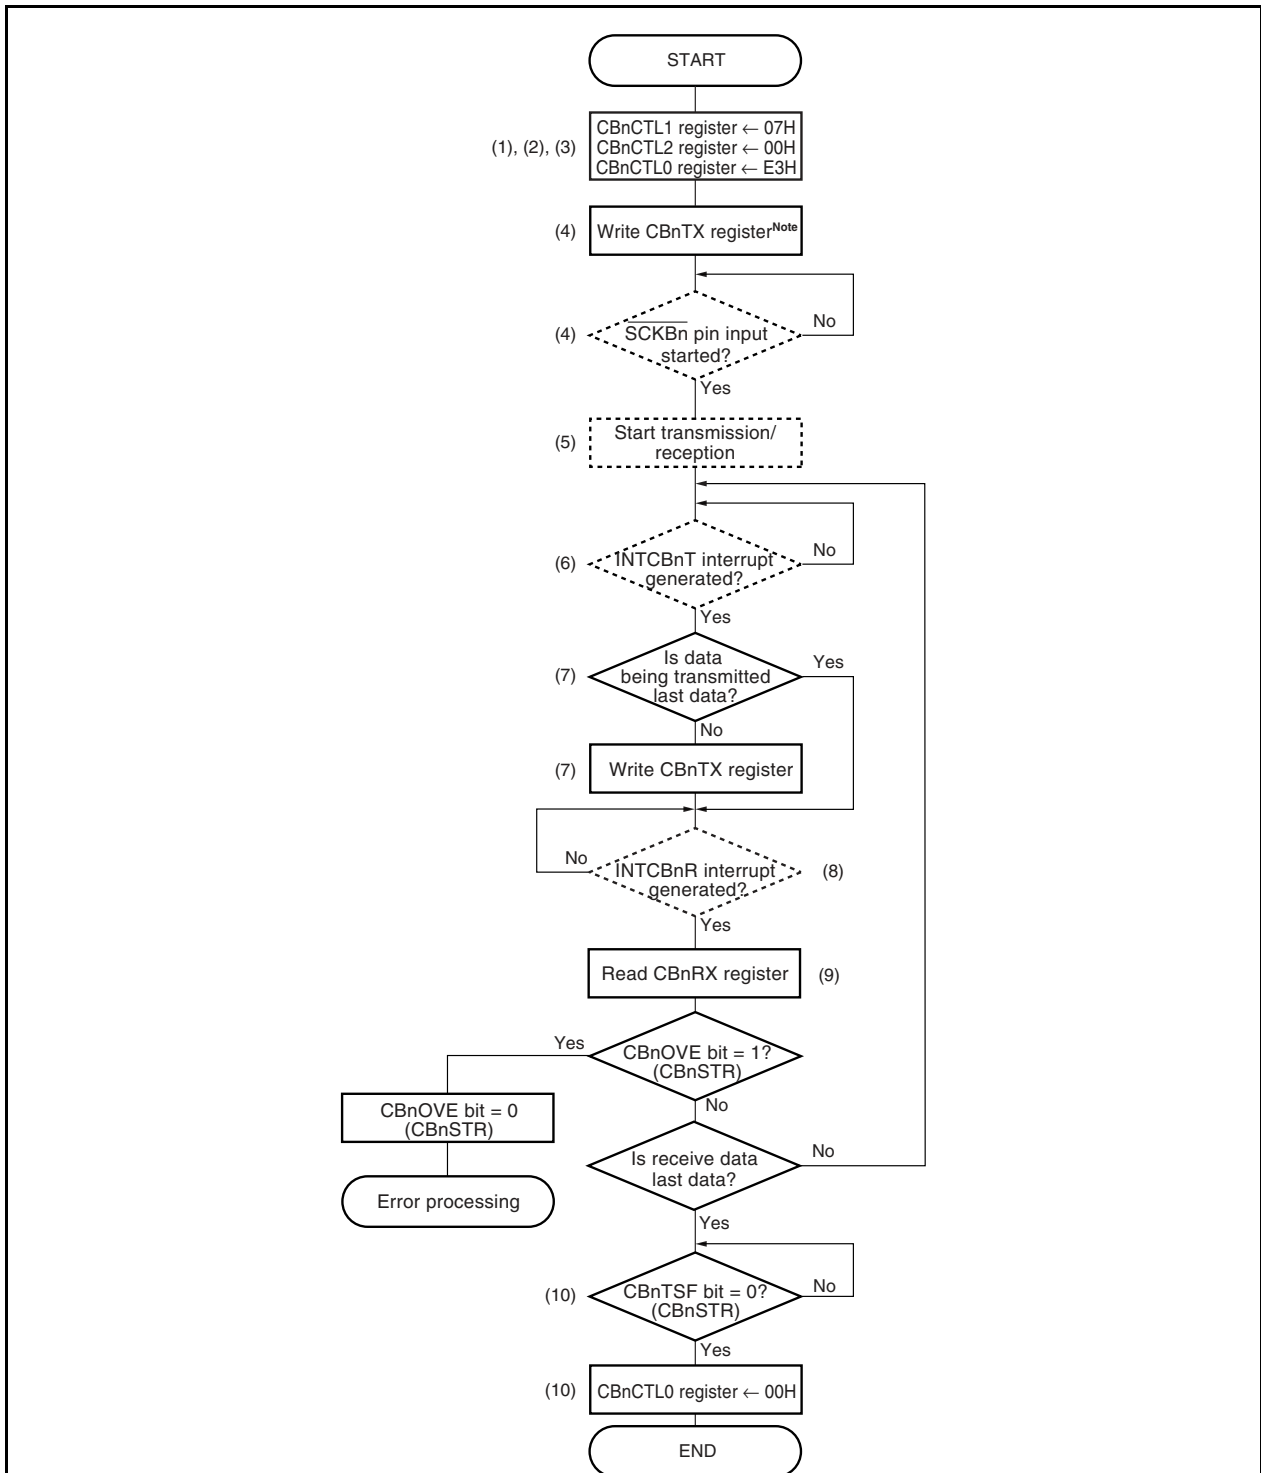 START
(1), (2), (3)
CBnCTL1 register ← 07H
CBnCTL2 register ← 00H
CBnCTL0 register ← E3H
(4)
Write CBnTX registerNote
(4)
SCKBn pin input
started?
No
Yes
(5)
Start transmission/
reception
(6)
INTCBnT interrupt
generated?
No
Yes
(7)
Is data
being transmitted
last data?
Yes
No
(7)
Write CBnTX register
No
INTCBnR interrupt
generated?
(8)
Yes
Read CBnRX register
(9)
Yes
CBnOVE bit = 1?
(CBnSTR)
No
CBnOVE bit = 0
(CBnSTR)
Error processing
Is receive data
last data?
No
Yes
(10)
CBnTSF bit = 0?
(CBnSTR)
No
Yes
(10)
CBnCTL0 register ← 00H
END